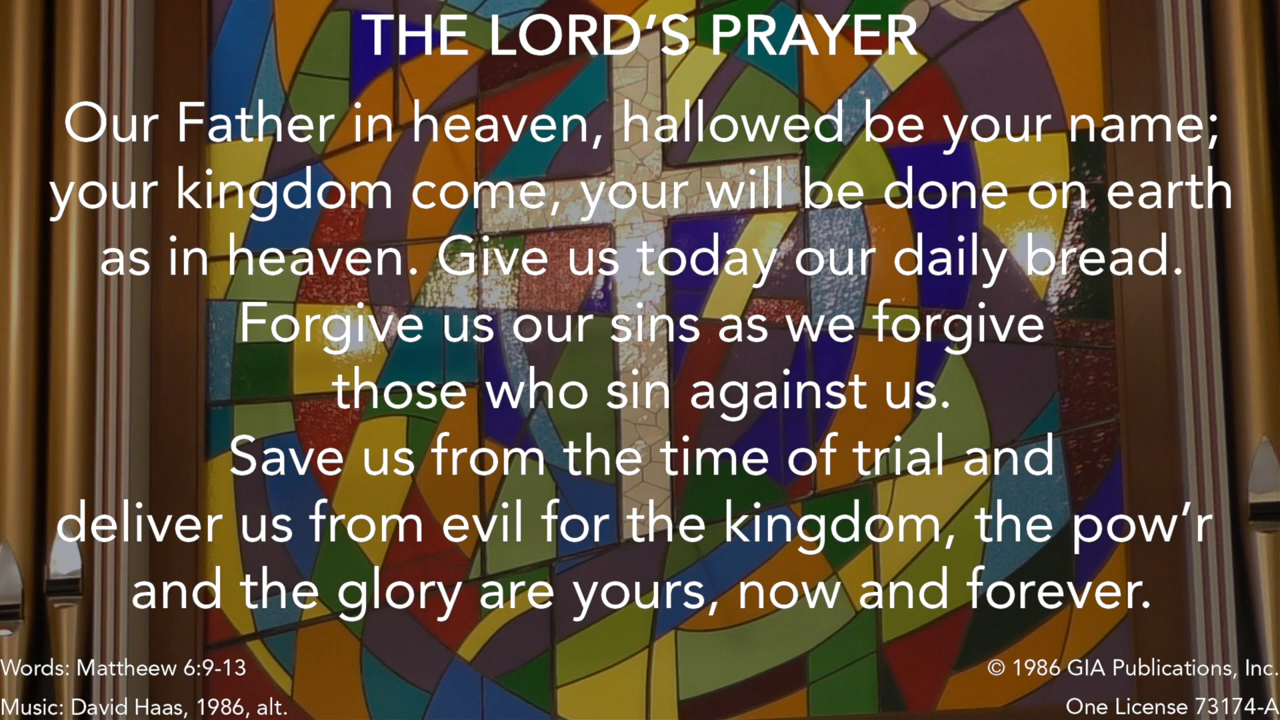 THE LORD’S PRAYER
Our Father in heaven, hallowed be your name;
your kingdom come, your will be done on earth
as in heaven. Give us today our daily bread.
Forgive us our sins as we forgive
those who sin against us.
Save us from the time of trial and
deliver us from evil for the kingdom, the pow’r
and the glory are yours, now and forever.
Words: Mattheew 6:9-13
Music: David Haas, 1986, alt.
© 1986 GIA Publications, Inc.
One License 73174-A